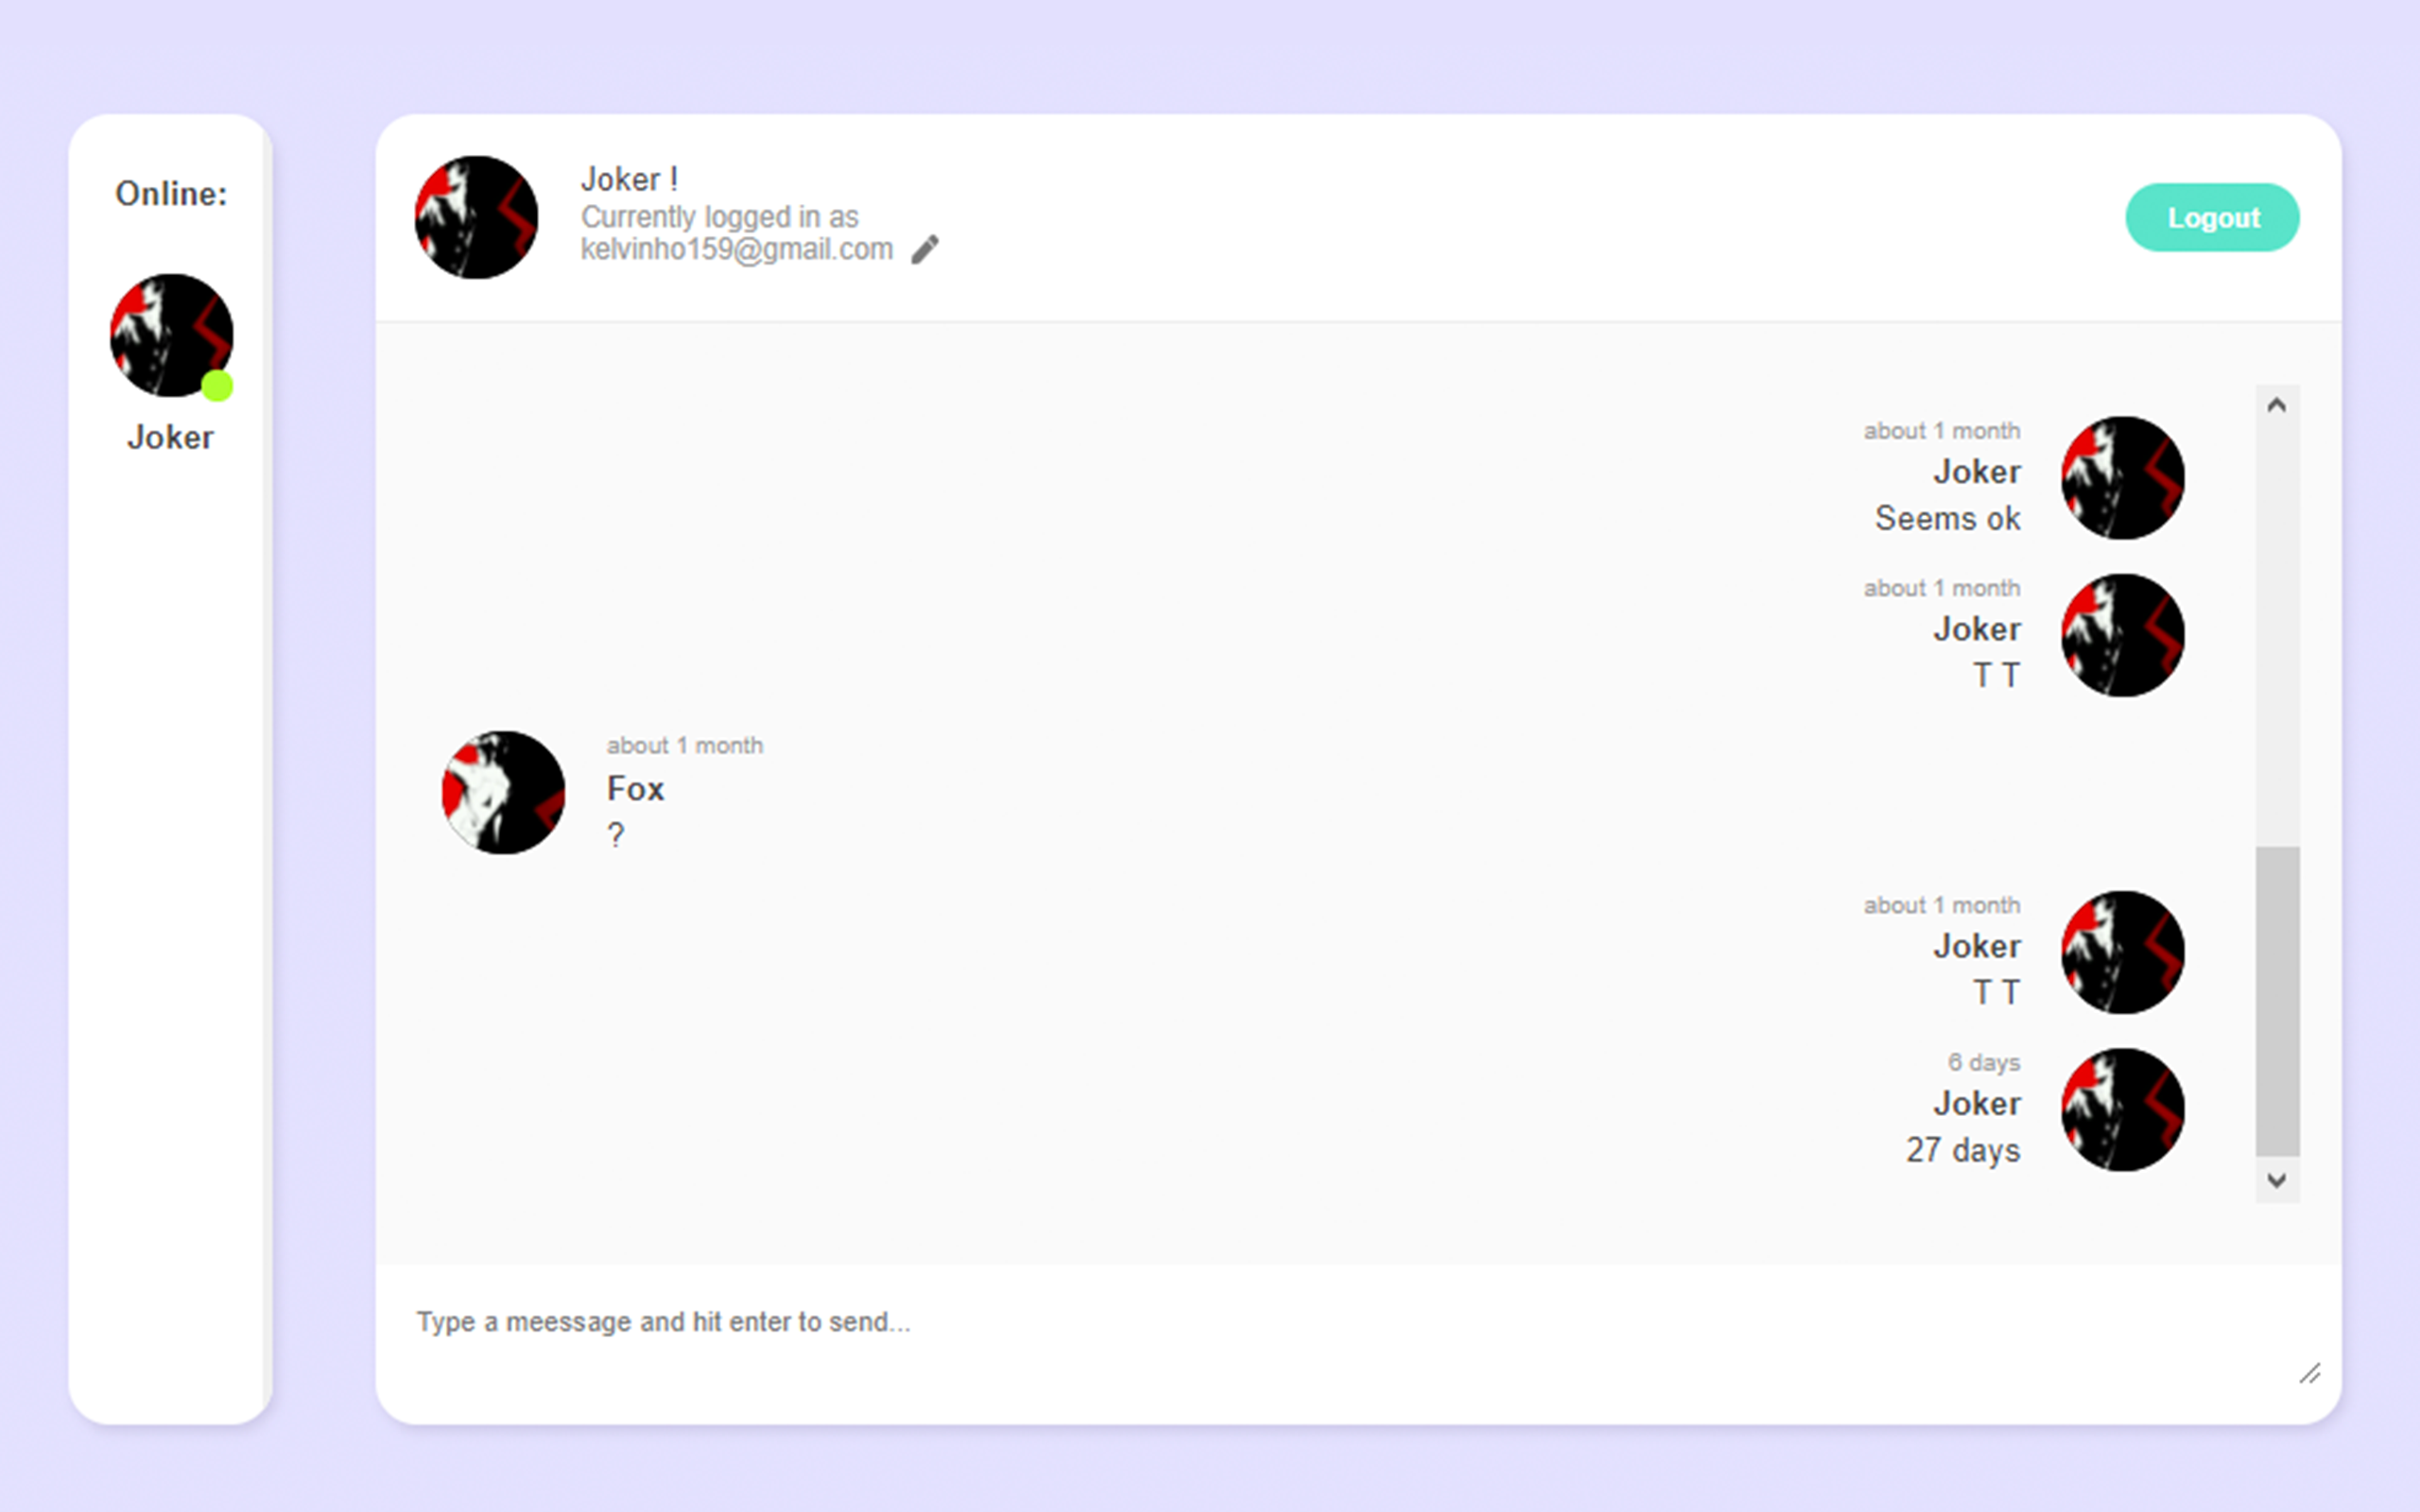 Online:
Joker
Joker !
Currently logged in as
kelvinho159@gmail.com
Logout
about 1 month
Joker
Seems ok
about 1 month
Joker
T T
about 1 month
Fox
?
about 1 month
Joker
T T
6 days
Joker
27 days
Type a meessage and hit enter to send...